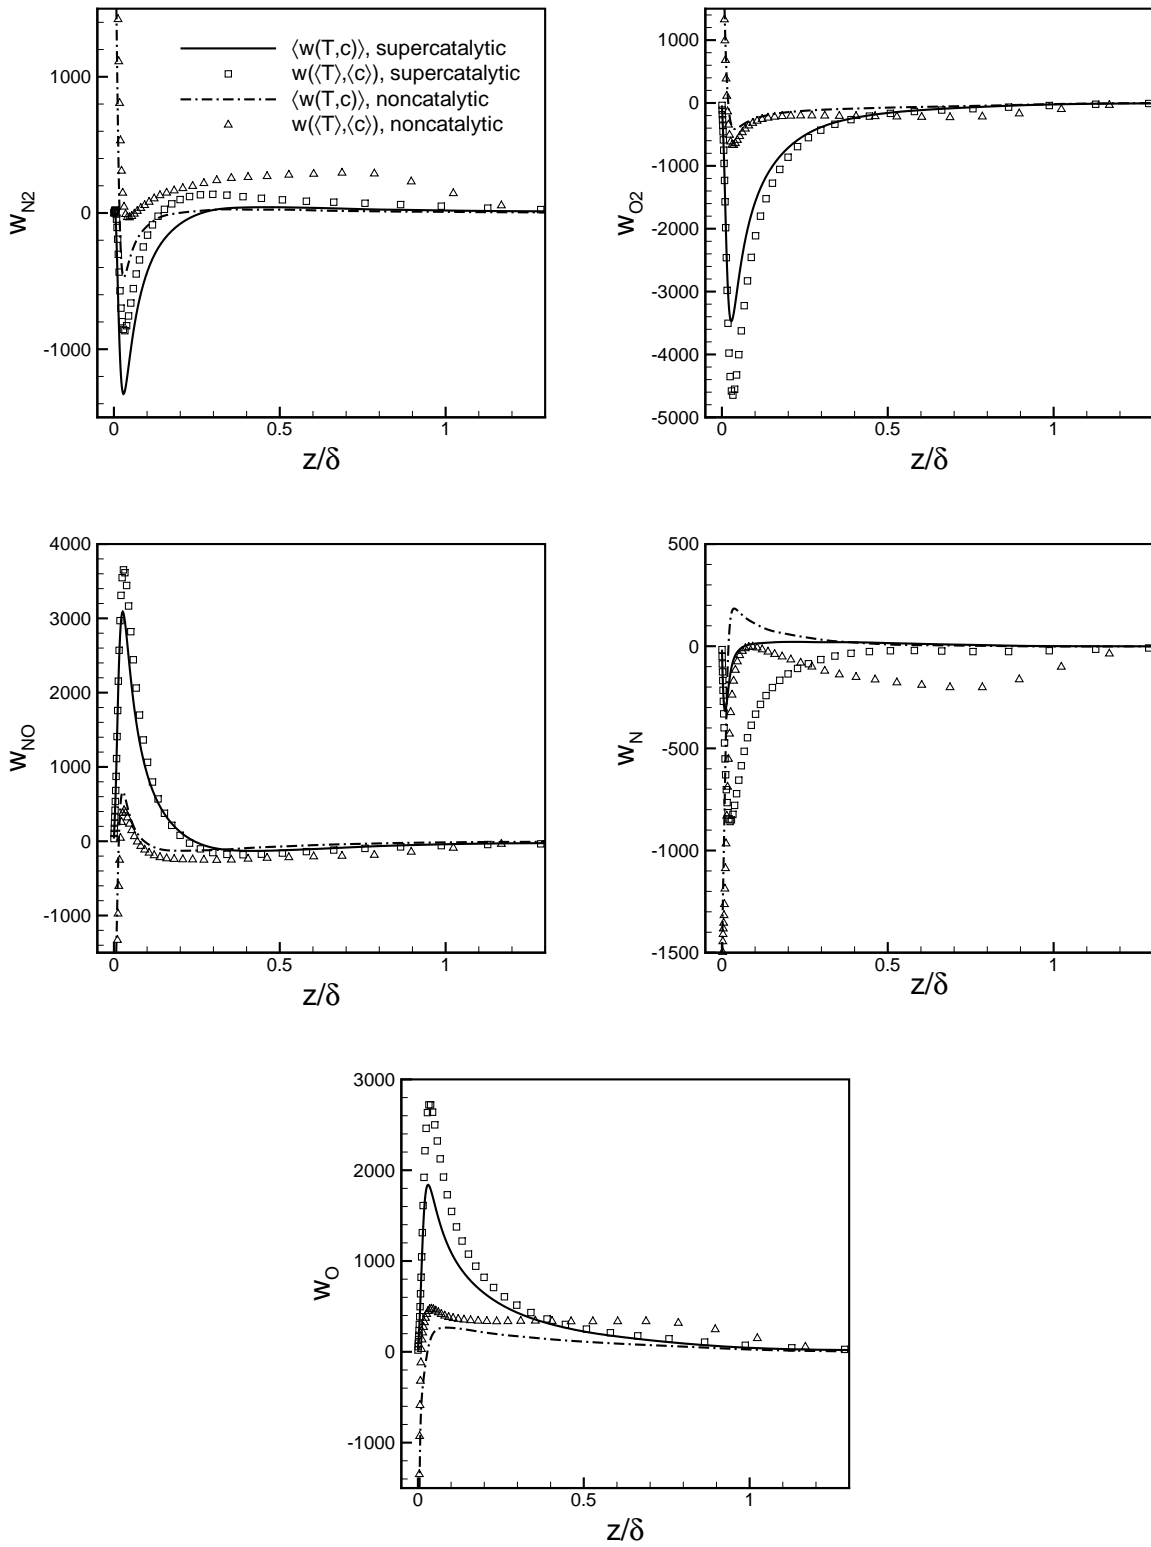 ⟨w(T,c)⟩, supercatalytic
w(⟨T⟩,⟨c⟩), supercatalytic
⟨w(T,c)⟩, noncatalytic
w(⟨T⟩,⟨c⟩), noncatalytic
1000
0
-1000
w_N2
0 0.5 1
z/δ
1000
0
-1000
-2000
-3000
-4000
-5000
w_O2
0 0.5 1
z/δ
4000
3000
2000
1000
0
-1000
w_NO
0 0.5 1
z/δ
500
0
-500
-1000
-1500
w_N
0 0.5 1
z/δ
3000
2000
1000
0
-1000
w_O
0 0.5 1
z/δ